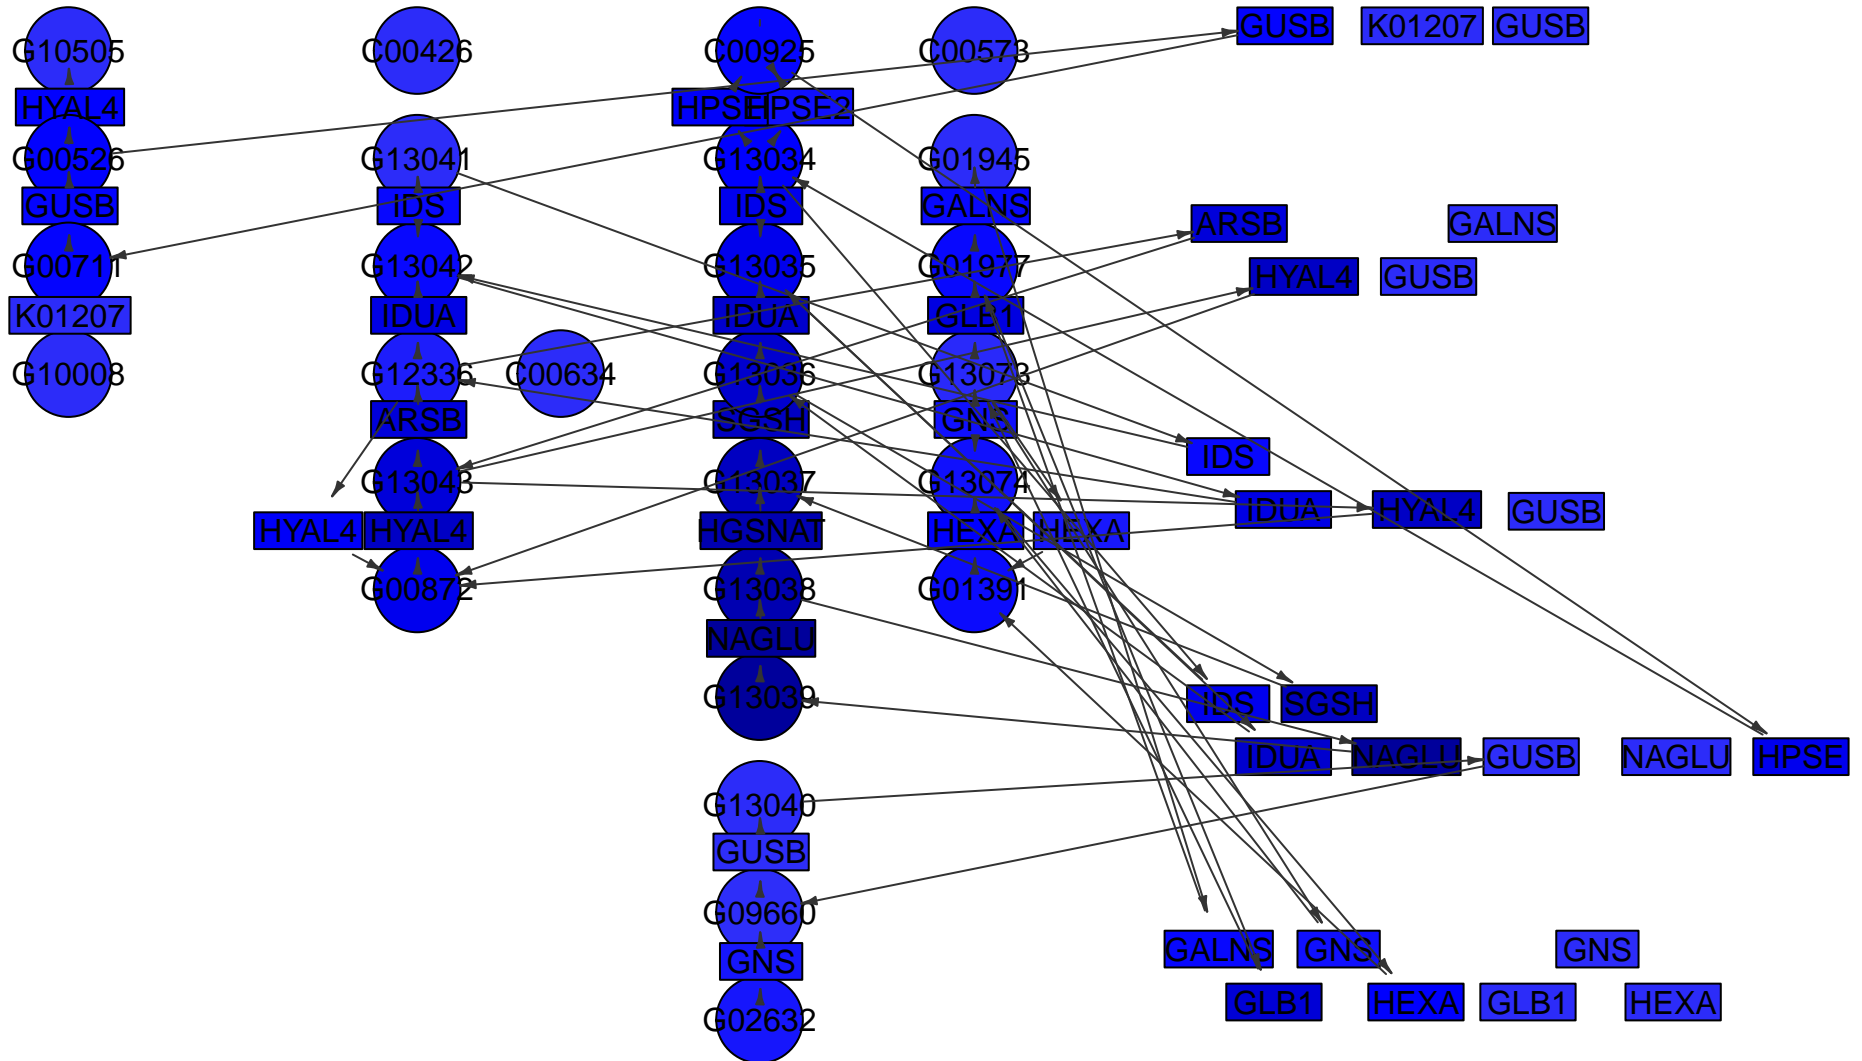 G10505 C00426 C00925 C00573 GUSB K01207 GUSB
HYAL4 HPSE HPSE2
G00526 G13041 G13034 G01945
GUSB IDS IDS GALNS ARSB GALNS
G00711 G13042 G13035 G01977 HYAL4 GUSB
K01207 IDUA IDUA GLB1
G10008 G12336 C00634 G13036 G13073
ARSB SGSH GNS
IDS
G13043 G13037 G13074
IDUA HYAL4 GUSB
HYAL4 HYAL4 HGSNAT HEXA HEXA
G00872 G13038 G01391
NAGLU
G13039 IDS SGSH
IDUA NAGLU GUSB NAGLU HPSE
G13040
GUSB
G09660
GNS GALNS GNS GNS
GLB1 HEXA GLB1 HEXA
G02632